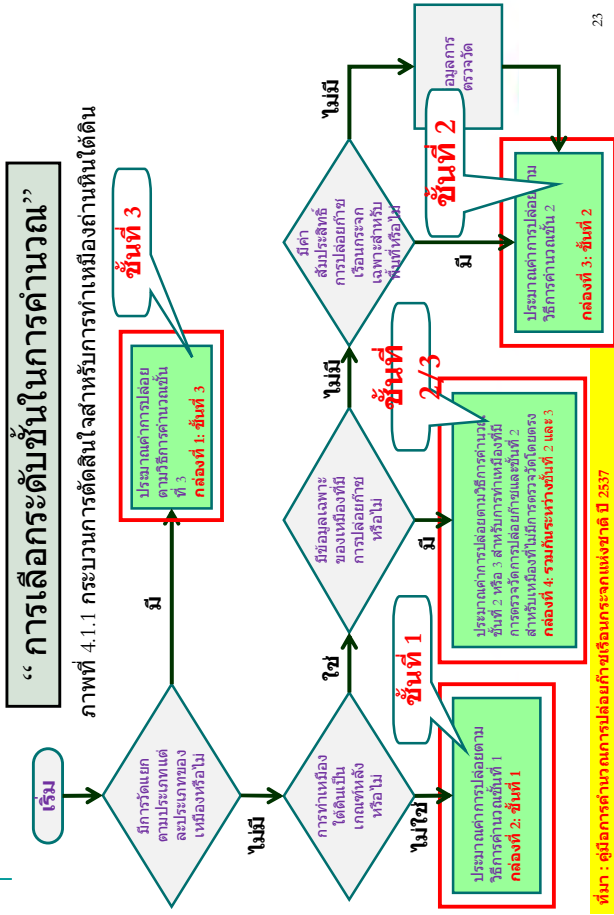 “ การเลือกระดับชั้นในการคำนวณ”
ภาพที่ 4.1.1 กระบวนการตัดสินใจสำหรับการทำเหมืองถ่านหินใต้ดิน
เริ่ม
มีการวัดแยก
ตามประเภทแต่
ละประเภทของ
เหมืองหรือไม่
มี
ประมาณค่าการปล่อย
ตามวิธีการคำนวณชั้น
ที่ 3
กล่องที่ 1: ชั้นที่ 3
ชั้นที่ 3
ไม่มี
การทำเหมือง
ใต้ดินเป็น
เกณฑ์หลัง
หรือไม่
ใช่
มีข้อมูลเฉพาะ
ของเหมืองที่มี
การปล่อยก๊าซ
หรือไม่
ไม่มี
มีค่า
สัมประสิทธิ์
การปล่อยก๊าซ
เรือนกระจก
เฉพาะสำหรับ
พื้นที่หรือไม่
ไม่มี
อมูลการ
ตรวจวัด
ไม่ใช่
ชั้นที่ 1
ประมาณค่าการปล่อยตาม
วิธีการคำนวณชั้นที่ 1
กล่องที่ 2: ชั้นที่ 1
มี
ชั้นที่
2/3
ประมาณค่าการปล่อยตามวิธีการคำนวณ
ชั้นที่ 2 หรือ 3 สำหรับการทำเหมืองที่มี
การตรวจวัดการปล่อยก๊าซและชั้นที่ 2
สำหรับเหมืองที่ไม่มีการตรวจวัดโดยตรง
กล่องที่ 4: รวมกันระหว่างชั้นที่ 2 และ 3
มี
ชั้นที่ 2
ประมาณค่าการปล่อยตาม
วิธีการคำนวณชั้น 2
กล่องที่ 3: ชั้นที่ 2
ที่มา : คู่มือการคำนวณการปล่อยก๊าซเรือนกระจกแห่งชาติ ปี 2537
23